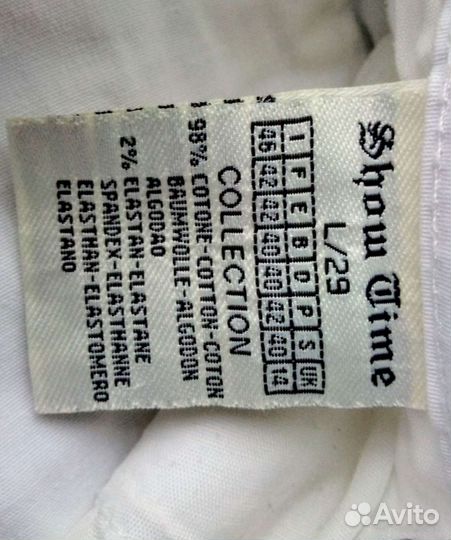 Show Time
L/29
I F E B D P S UK
46 42 42 40 40 42 40 14
COLLECTION
98% COTONE-COTTON-COTON
BAUMWOLLE-ALGODON
ALGODAO
2% ELASTAN-ELASTANE
SPANDEX-ELASTHANNE
ELASTHAN-ELASTOMERO
ELASTANO
Avito